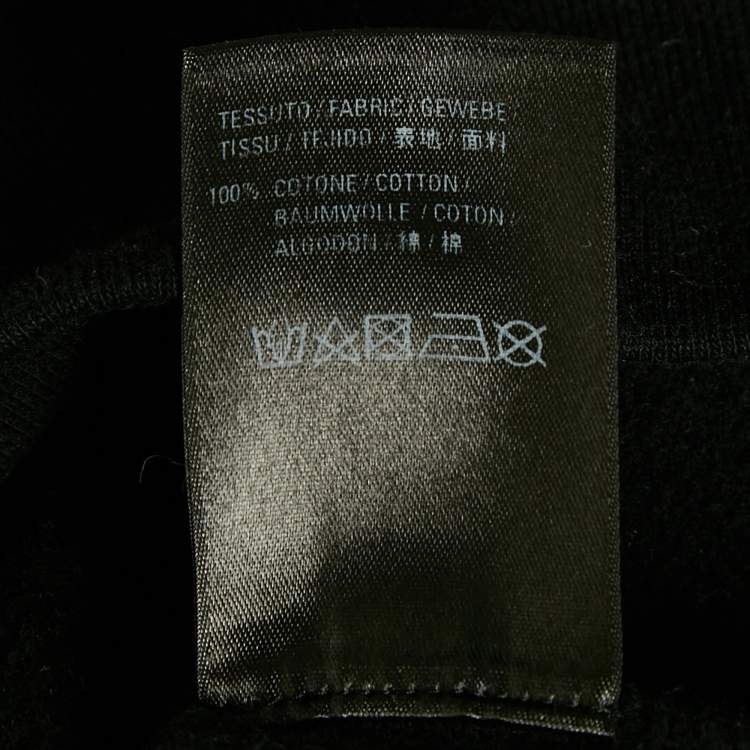 TESSUTO / FABRIC / GEWEBE
TISSU / TEJIDO / 表地 / 面料
100% COTONE / COTTON /
BAUMWOLLE / COTON /
ALGODON / 綿 / 棉